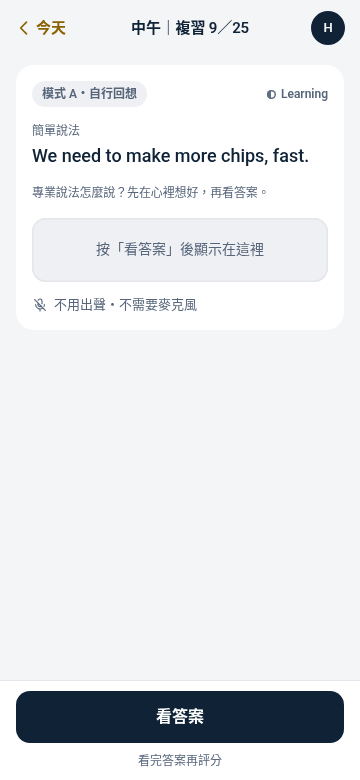 今天
中午｜複習 9／25
H
模式 A・自行回想
Learning
簡單說法
We need to make more chips, fast.
專業說法怎麼說？先在心裡想好，再看答案。
按「看答案」後顯示在這裡
不用出聲・不需要麥克風
看答案
看完答案再評分